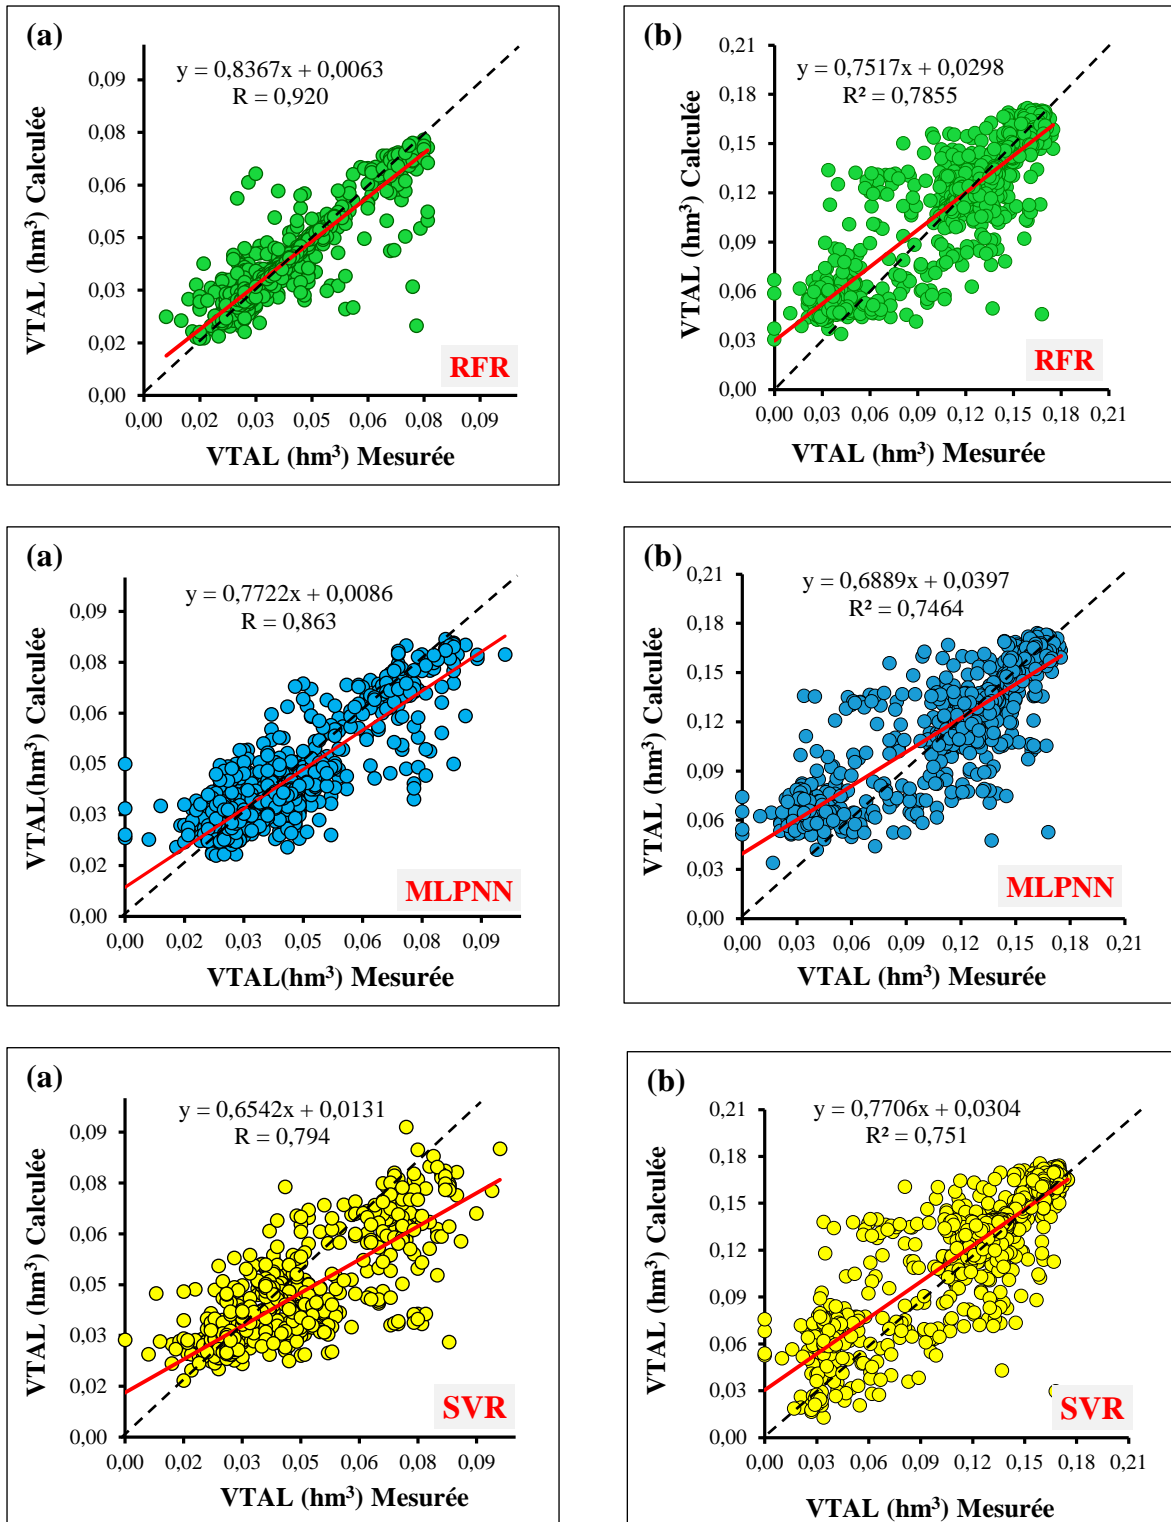 (a)
y = 0,8367x + 0,0063
R = 0,920
VTAL (hm³) Calculée
0,09
0,08
0,06
0,05
0,03
0,02
0,00
RFR
0,00 0,02 0,03 0,05 0,06 0,08 0,09
VTAL (hm³) Mesurée
(b)
y = 0,7517x + 0,0298
R² = 0,7855
VTAL (hm³) Calculée
0,21
0,18
0,15
0,12
0,09
0,06
0,03
0,00
RFR
0,00 0,03 0,06 0,09 0,12 0,15 0,18 0,21
VTAL (hm³) Mesurée
(a)
y = 0,7722x + 0,0086
R = 0,863
VTAL(hm³) Calculée
0,09
0,08
0,06
0,05
0,03
0,02
0,00
MLPNN
0,00 0,02 0,03 0,05 0,06 0,08 0,09
VTAL(hm³) Mesurée
(b)
y = 0,6889x + 0,0397
R² = 0,7464
VTAL (hm³) Calculée
0,21
0,18
0,15
0,12
0,09
0,06
0,03
0,00
MLPNN
0,00 0,03 0,06 0,09 0,12 0,15 0,18 0,21
VTAL (hm³) Mesurée
(a)
y = 0,6542x + 0,0131
R = 0,794
VTAL (hm³) Calculée
0,09
0,08
0,06
0,05
0,03
0,02
0,00
SVR
0,00 0,02 0,03 0,05 0,06 0,08 0,09
VTAL (hm³) Mesurée
(b)
y = 0,7706x + 0,0304
R² = 0,751
VTAL (hm³) Calculée
0,21
0,18
0,15
0,12
0,09
0,06
0,03
0,00
SVR
0,00 0,03 0,06 0,09 0,12 0,15 0,18 0,21
VTAL (hm³) Mesurée